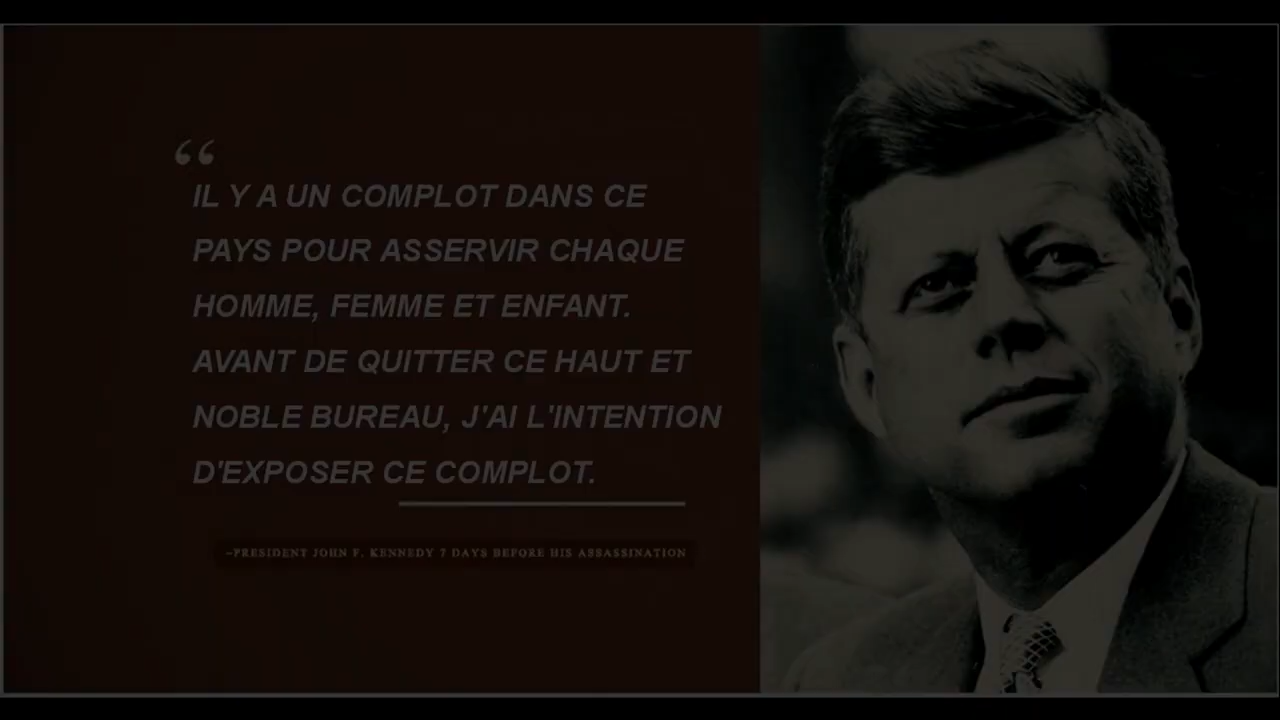 “
IL Y A UN COMPLOT DANS CE
PAYS POUR ASSERVIR CHAQUE
HOMME, FEMME ET ENFANT.
AVANT DE QUITTER CE HAUT ET
NOBLE BUREAU, J'AI L'INTENTION
D'EXPOSER CE COMPLOT.
~PRESIDENT JOHN F. KENNEDY 7 DAYS BEFORE HIS ASSASSINATION